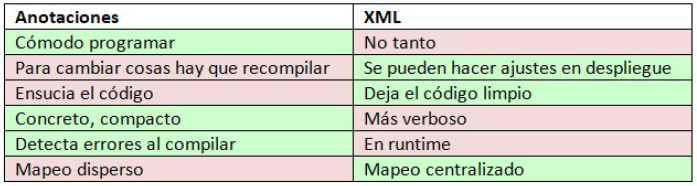 Anotaciones XML
Cómodo programar No tanto
Para cambiar cosas hay que recompilar Se pueden hacer ajustes en despliegue
Ensucia el código Deja el código limpio
Concreto, compacto Más verboso
Detecta errores al compilar En runtime
Mapeo disperso Mapeo centralizado